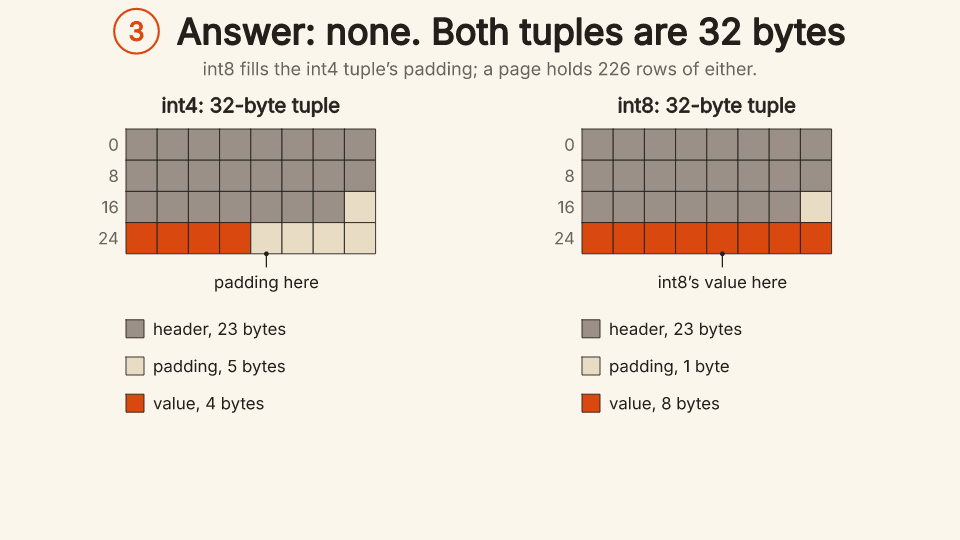 3 Answer: none. Both tuples are 32 bytes
int8 fills the int4 tuple’s padding; a page holds 226 rows of either.
int4: 32-byte tuple
0
8
16
24
padding here
header, 23 bytes
padding, 5 bytes
value, 4 bytes
int8: 32-byte tuple
0
8
16
24
int8’s value here
header, 23 bytes
padding, 1 byte
value, 8 bytes